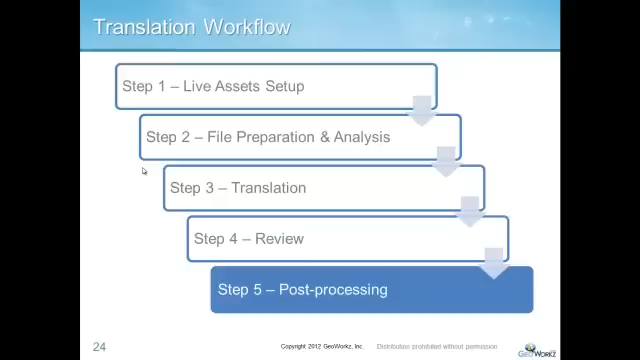 Translation Workflow
Step 1 – Live Assets Setup
Step 2 – File Preparation & Analysis
Step 3 – Translation
Step 4 – Review
Step 5 – Post-processing
24
Copyright 2012 GeoWorkz, Inc.
Distribution prohibited without permission
GEOWORKZ